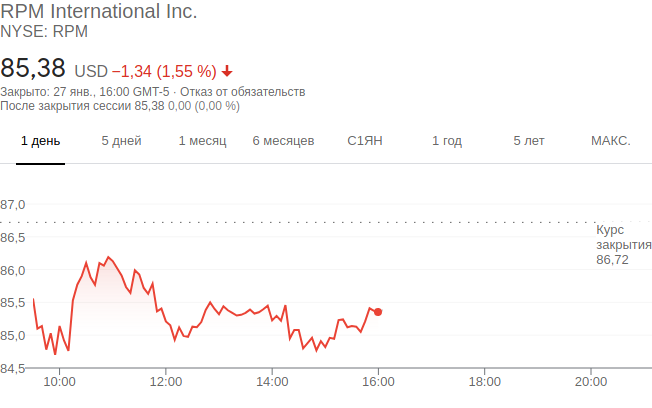 RPM International Inc.
NYSE: RPM
85,38 USD −1,34 (1,55 %)
Закрыто: 27 янв., 16:00 GMT-5 · Отказ от обязательств
После закрытия сессии 85,38 0,00 (0,00 %)
1 день 5 дней 1 месяц 6 месяцев С1ЯН 1 год 5 лет МАКС.
87,0
86,5
Курс
закрытия
86,72
86,0
85,5
85,0
84,5
10:00 12:00 14:00 16:00 18:00 20:00